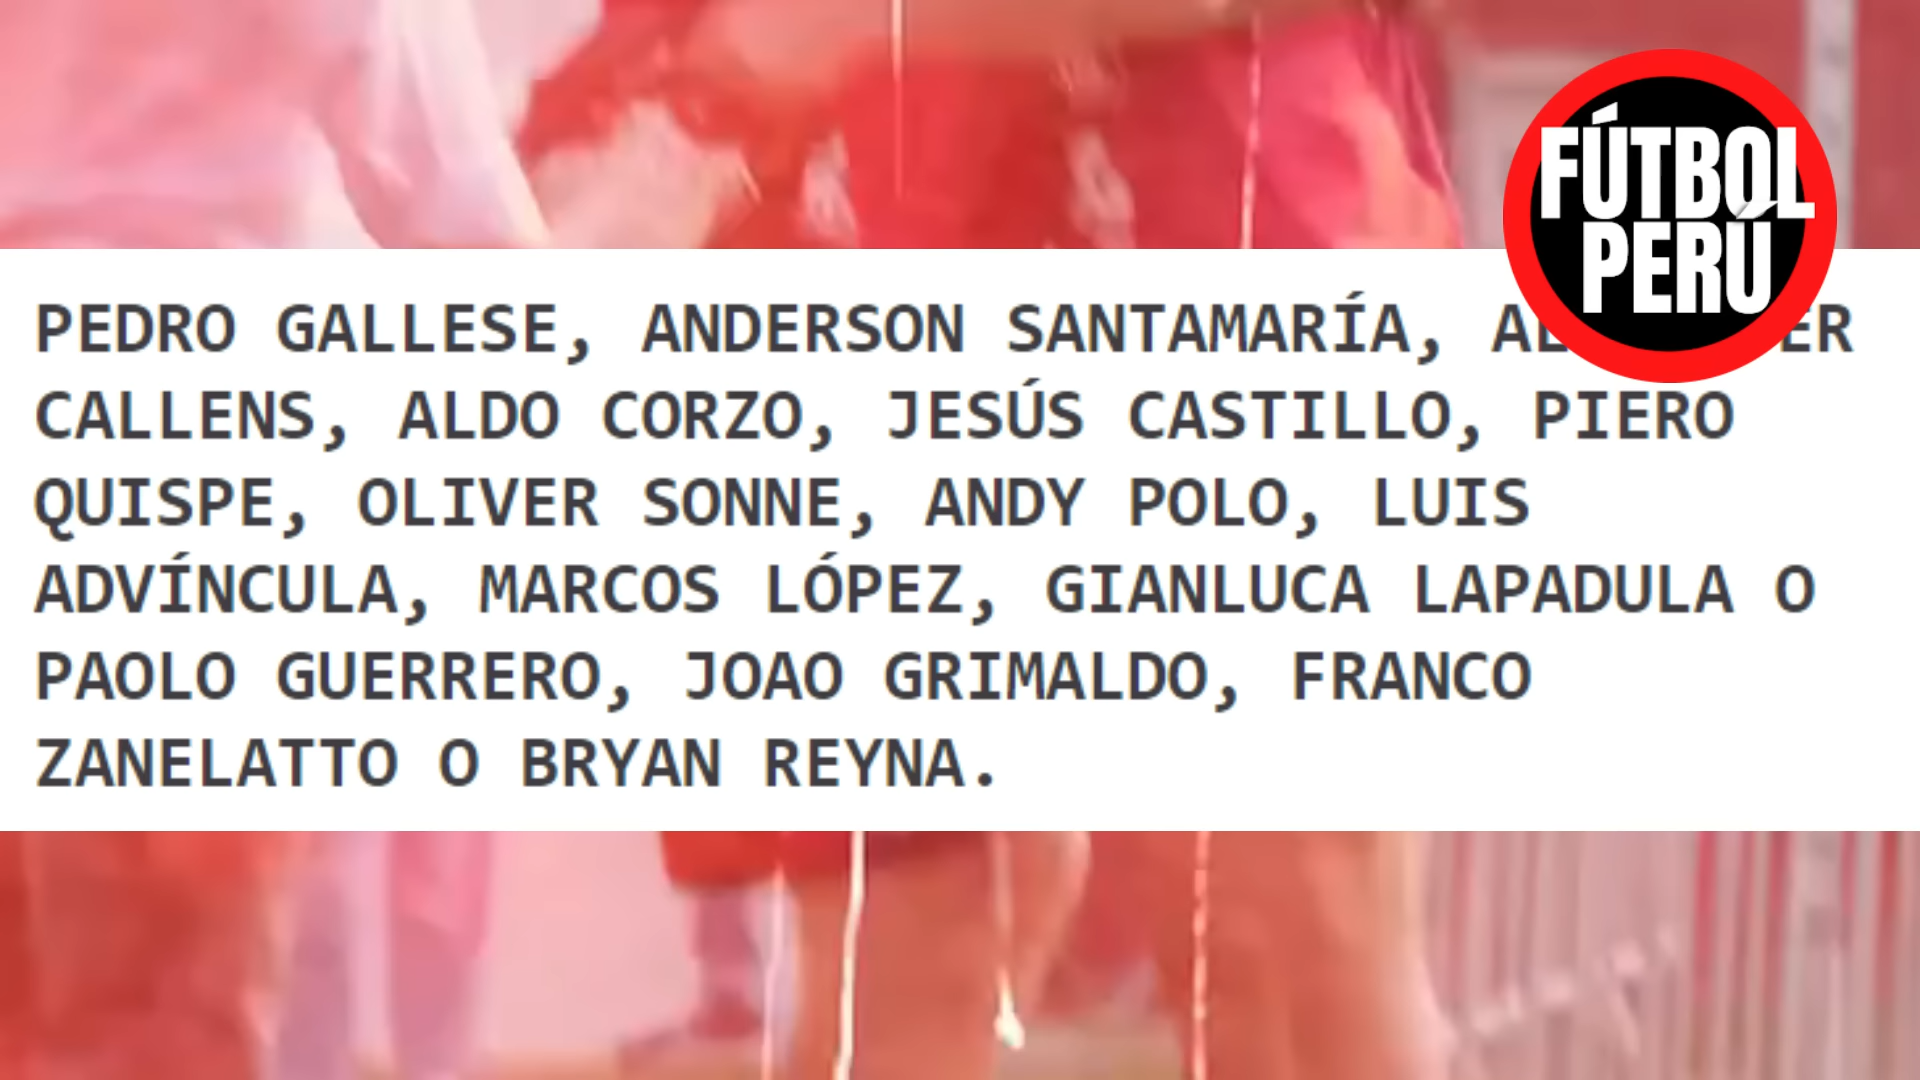 FÚTBOL
PERÚ
PEDRO GALLESE, ANDERSON SANTAMARÍA,
CALLENS, ALDO CORZO, JESÚS CASTILLO, PIERO
QUISPE, OLIVER SONNE, ANDY POLO, LUIS
ADVÍNCULA, MARCOS LÓPEZ, GIANLUCA LAPADULA O
PAOLO GUERRERO, JOAO GRIMALDO, FRANCO
ZANELATTO O BRYAN REYNA.